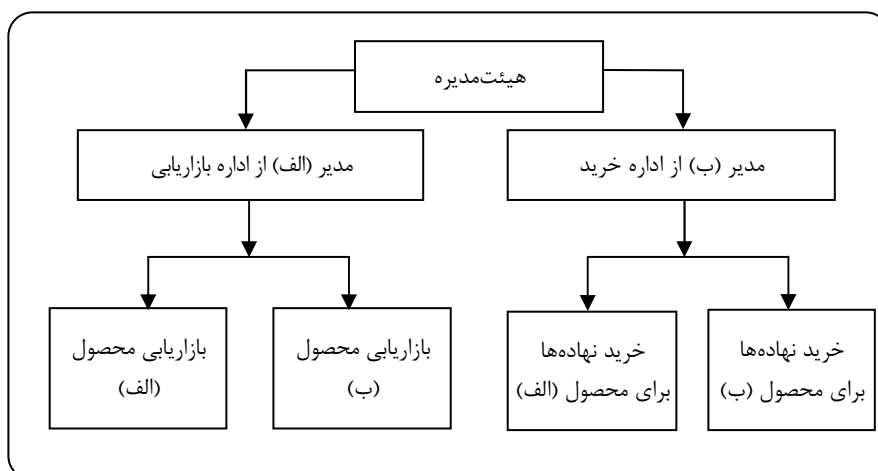 هیئت‌مدیره
مدیر (ب) از اداره خرید
مدیر (الف) از اداره بازاریابی
خرید نهاده‌ها
برای محصول (ب)
خرید نهاده‌ها
برای محصول (الف)
بازاریابی محصول
(ب)
بازاریابی محصول
(الف)